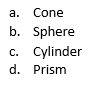 a. Cone
b. Sphere
c. Cylinder
d. Prism